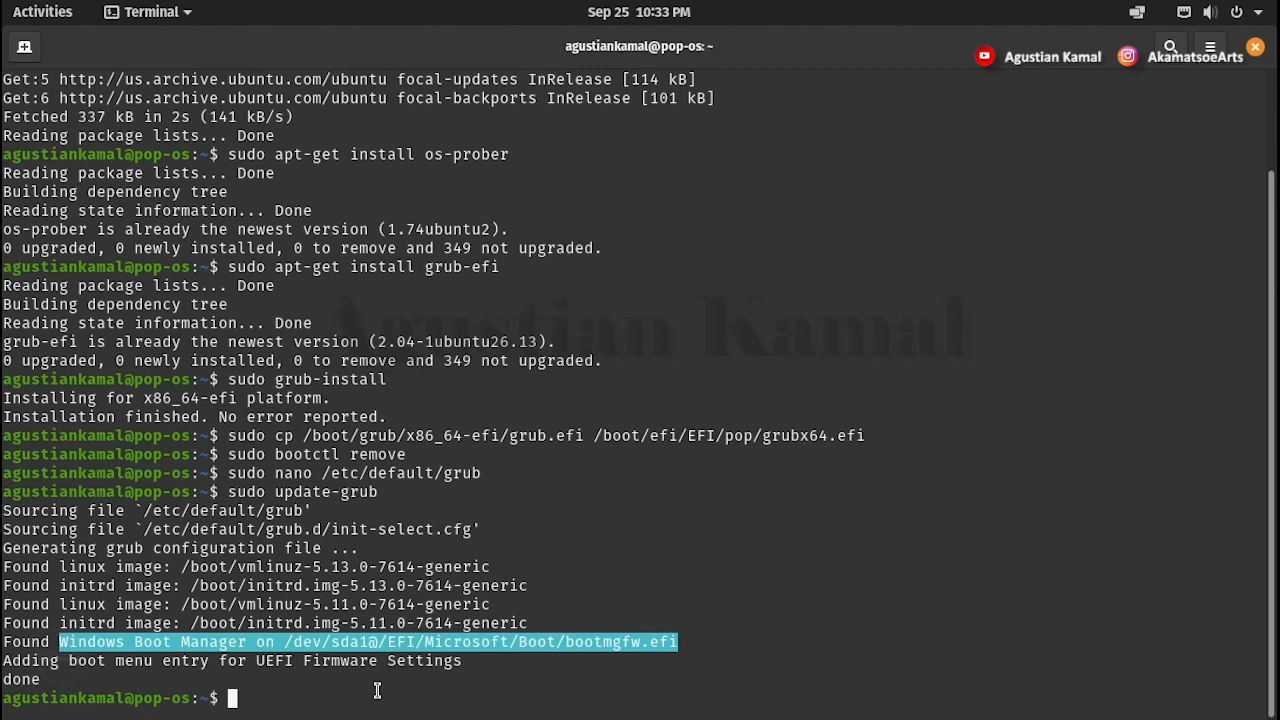 Activities
Terminal
Sep 25 10:33 PM
agustiankamal@pop-os: ~
Agustian Kamal
AkamatsoeArts
Get:5 http://us.archive.ubuntu.com/ubuntu focal-updates InRelease [114 kB]
Get:6 http://us.archive.ubuntu.com/ubuntu focal-backports InRelease [101 kB]
Fetched 337 kB in 2s (141 kB/s)
Reading package lists... Done
agustiankamal@pop-os:~$ sudo apt-get install os-prober
Reading package lists... Done
Building dependency tree
Reading state information... Done
os-prober is already the newest version (1.74ubuntu2).
0 upgraded, 0 newly installed, 0 to remove and 349 not upgraded.
agustiankamal@pop-os:~$ sudo apt-get install grub-efi
Reading package lists... Done
Building dependency tree
Reading state information... Done
Agustian Kamal
grub-efi is already the newest version (2.04-1ubuntu26.13).
0 upgraded, 0 newly installed, 0 to remove and 349 not upgraded.
agustiankamal@pop-os:~$ sudo grub-install
Installing for x86_64-efi platform.
Installation finished. No error reported.
agustiankamal@pop-os:~$ sudo cp /boot/grub/x86_64-efi/grub.efi /boot/efi/EFI/pop/grubx64.efi
agustiankamal@pop-os:~$ sudo bootctl remove
agustiankamal@pop-os:~$ sudo nano /etc/default/grub
agustiankamal@pop-os:~$ sudo update-grub
Sourcing file `/etc/default/grub'
Sourcing file `/etc/default/grub.d/init-select.cfg'
Generating grub configuration file ...
Found linux image: /boot/vmlinuz-5.13.0-7614-generic
Found initrd image: /boot/initrd.img-5.13.0-7614-generic
Found linux image: /boot/vmlinuz-5.11.0-7614-generic
Found initrd image: /boot/initrd.img-5.11.0-7614-generic
Found Windows Boot Manager on /dev/sda1@/EFI/Microsoft/Boot/bootmgfw.efi
Adding boot menu entry for UEFI Firmware Settings
done
agustiankamal@pop-os:~$